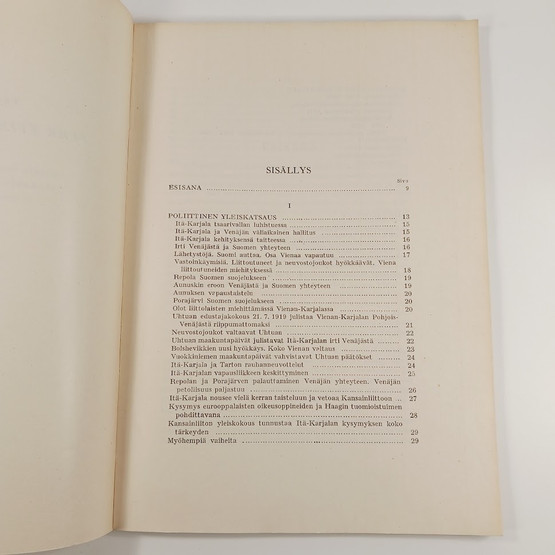 SISÄLLYS
Sivu
ESISANA 9
I
POLIITTINEN YLEISKATSAUS 13
Itä-Karjala tsaarivallan luhistuessa 15
Itä-Karjala ja Venäjän väliaikainen hallitus 15
Itä-Karjala kehityksensä taitteessa 16
Irti Venäjästä ja Suomen yhteyteen 16
Lähetystöjä. Suomi auttaa. Osa Vienaa vapautuu 17
Vastoinkäymisiä. Liittoutuneet ja neuvostojoukot hyökkäävät. Viena
liittoutuneiden miehityksessä 18
Repola Suomen suojelukseen 19
Aunuskin eroon Venäjästä ja Suomen yhteyteen 19
Aunuksen vapaustaistelu 20
Porajärvi Suomen suojelukseen 20
Olot liittolaisten miehittämässä Vienan-Karjalassa 20
Uhtuan edustajakokous 21. 7. 1919 julistaa Vienan-Karjalan Pohjois-
Venäjästä riippumattomaksi 21
Neuvostojoukot valtaavat Uhtuan 22
Uhtuan maakuntapäivät julistavat Itä-Karjalan irti Venäjästä 22
Bolshevikkien uusi hyökkäys. Koko Vienan valtaus 23
Vuokkiniemen maakuntapäivät vahvistavat Uhtuan päätökset 24
Itä-Karjala ja Tarton rauhanneuvottelut 24
Itä-Karjalan vapausliikkeen keskittyminen 25
Repolan ja Porajärven palauttaminen Venäjän yhteyteen. Venäjän
petollisuus paljastuu 26
Itä-Karjala nousee vielä kerran taisteluun ja vetoaa Kansainliittoon 27
Kysymys eurooppalaisten oikeusoppineiden ja Haagin tuomioistuimen
pohdittavana 28
Kansainliiton yleiskokous tunnustaa Itä-Karjalan kysymyksen koko
tärkeyden 29
Myöhempiä vaiheita 29